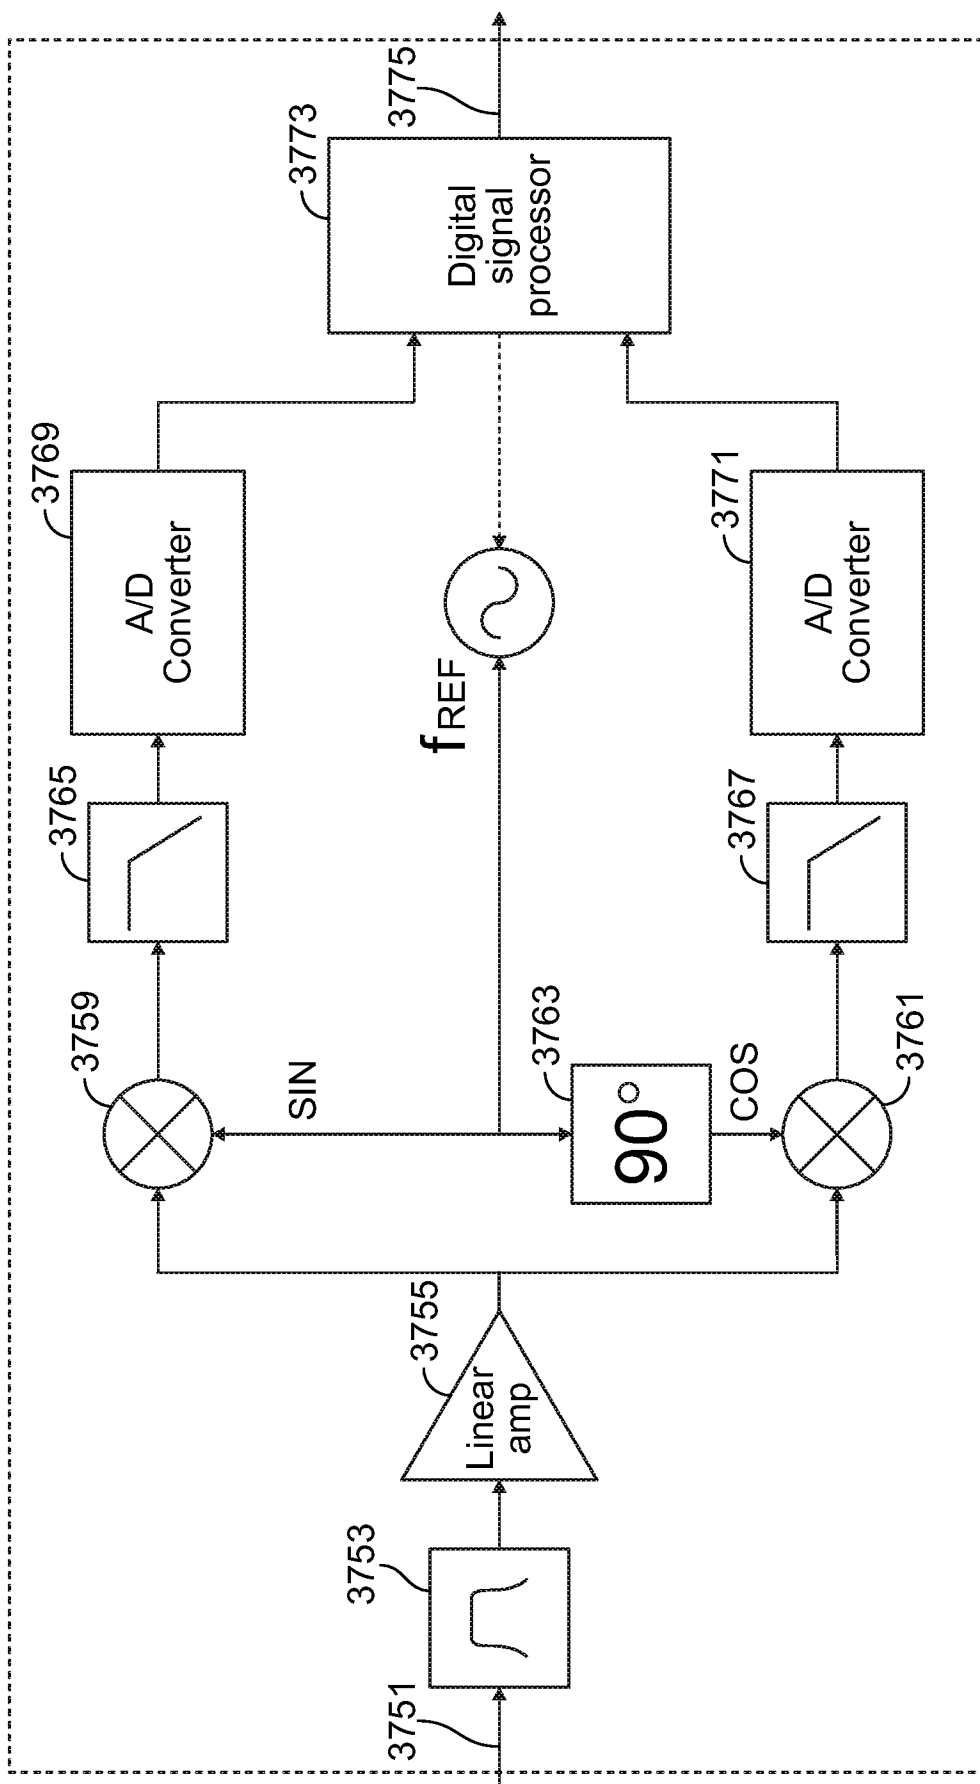 3751
3753
Linear
amp
3755
3759
SIN
3763
90°
COS
3761
3765
3767
fREF
3769
A/D
Converter
3771
A/D
Converter
3773
Digital
signal
processor
3775